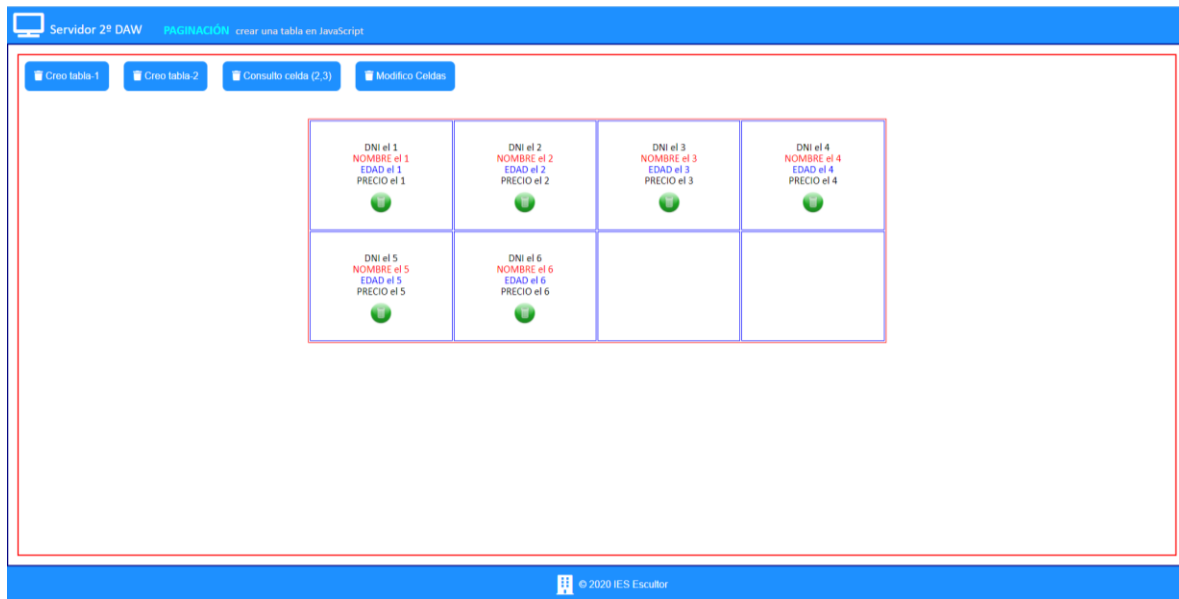 Servidor 2º DAW PAGINACIÓN crear una tabla en JavaScript
Creo tabla-1 Creo tabla-2 Consulto celda (2,3) Modifico Celdas
DNI el 1 DNI el 2 DNI el 3 DNI el 4
NOMBRE el 1 NOMBRE el 2 NOMBRE el 3 NOMBRE el 4
EDAD el 1 EDAD el 2 EDAD el 3 EDAD el 4
PRECIO el 1 PRECIO el 2 PRECIO el 3 PRECIO el 4
DNI el 5 DNI el 6
NOMBRE el 5 NOMBRE el 6
EDAD el 5 EDAD el 6
PRECIO el 5 PRECIO el 6
© 2020 IES Escultor